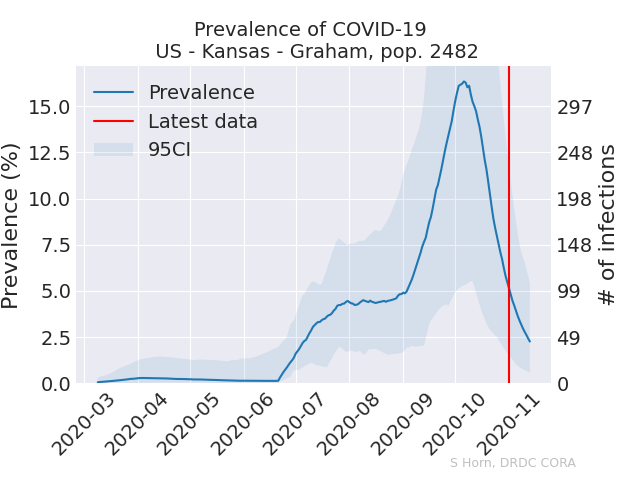 Prevalence of COVID-19
US - Kansas - Graham, pop. 2482
Prevalence
Latest data
95CI
Prevalence (%)
15.0
12.5
10.0
7.5
5.0
2.5
0.0
297
248
198
148
99
49
0
# of infections
2020-03
2020-04
2020-05
2020-06
2020-07
2020-08
2020-09
2020-10
2020-11
S Horn, DRDC CORA